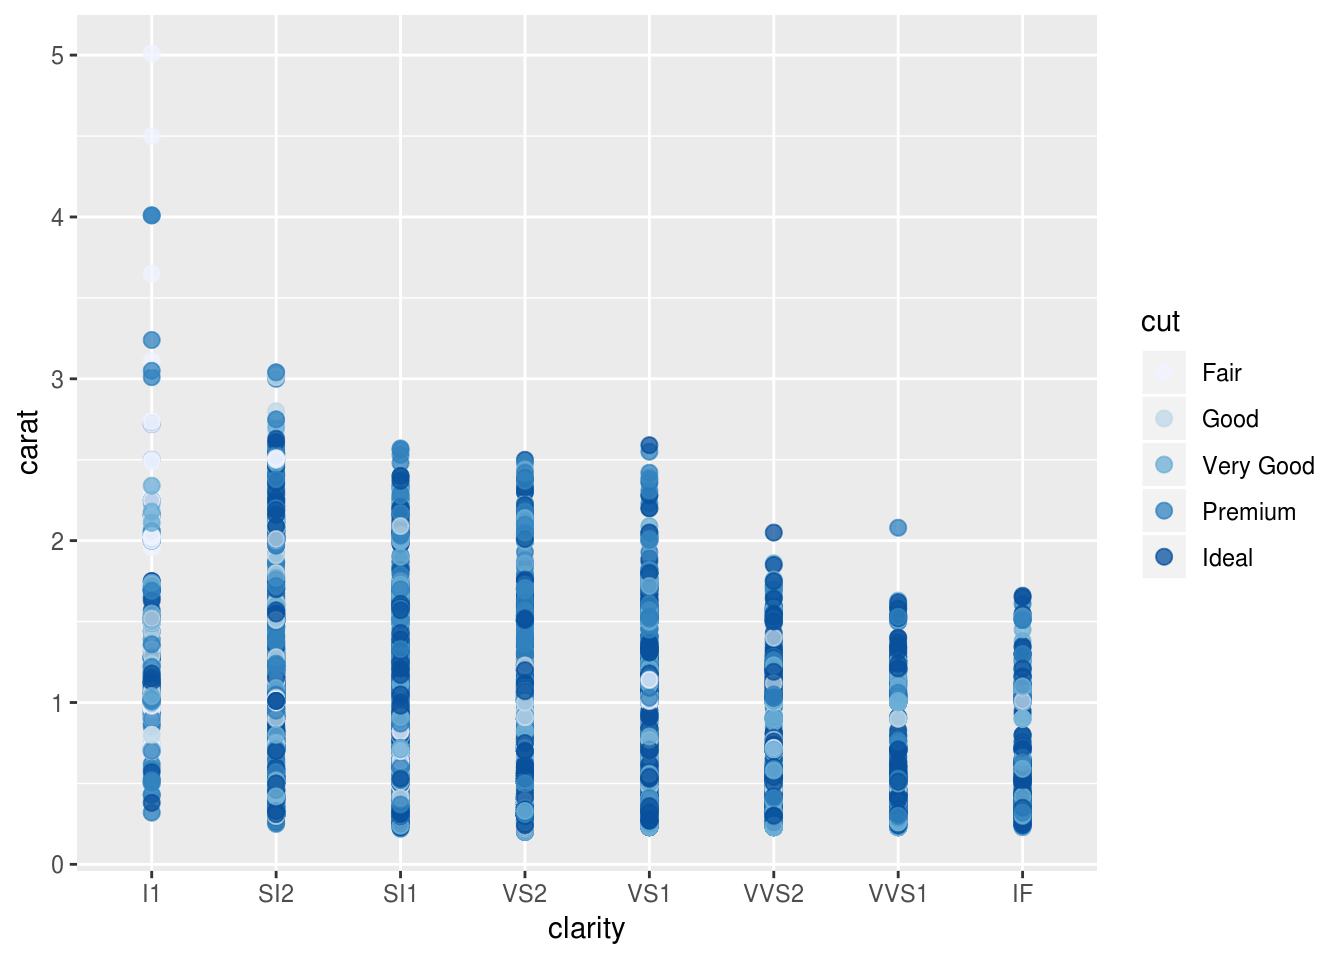 5
4
3
2
1
0
carat
I1 SI2 SI1 VS2 VS1 VVS2 VVS1 IF
clarity
cut
Fair
Good
Very Good
Premium
Ideal